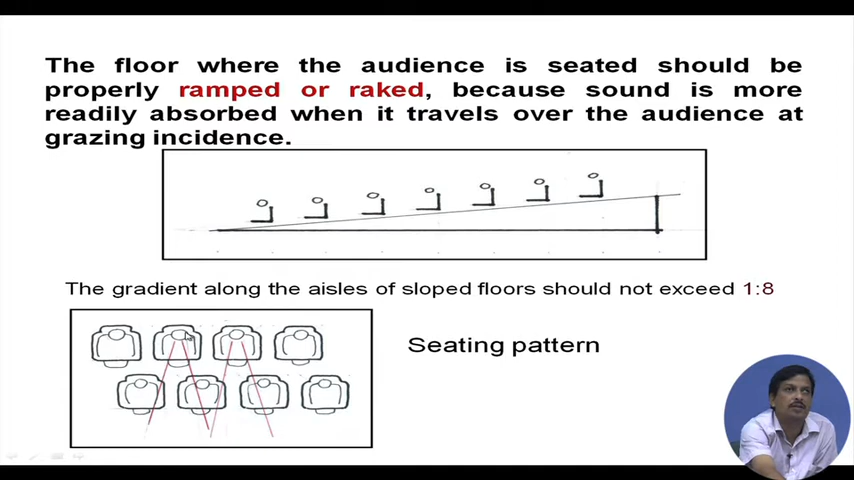 The floor where the audience is seated should be
properly ramped or raked, because sound is more
readily absorbed when it travels over the audience at
grazing incidence.
The gradient along the aisles of sloped floors should not exceed 1:8
Seating pattern